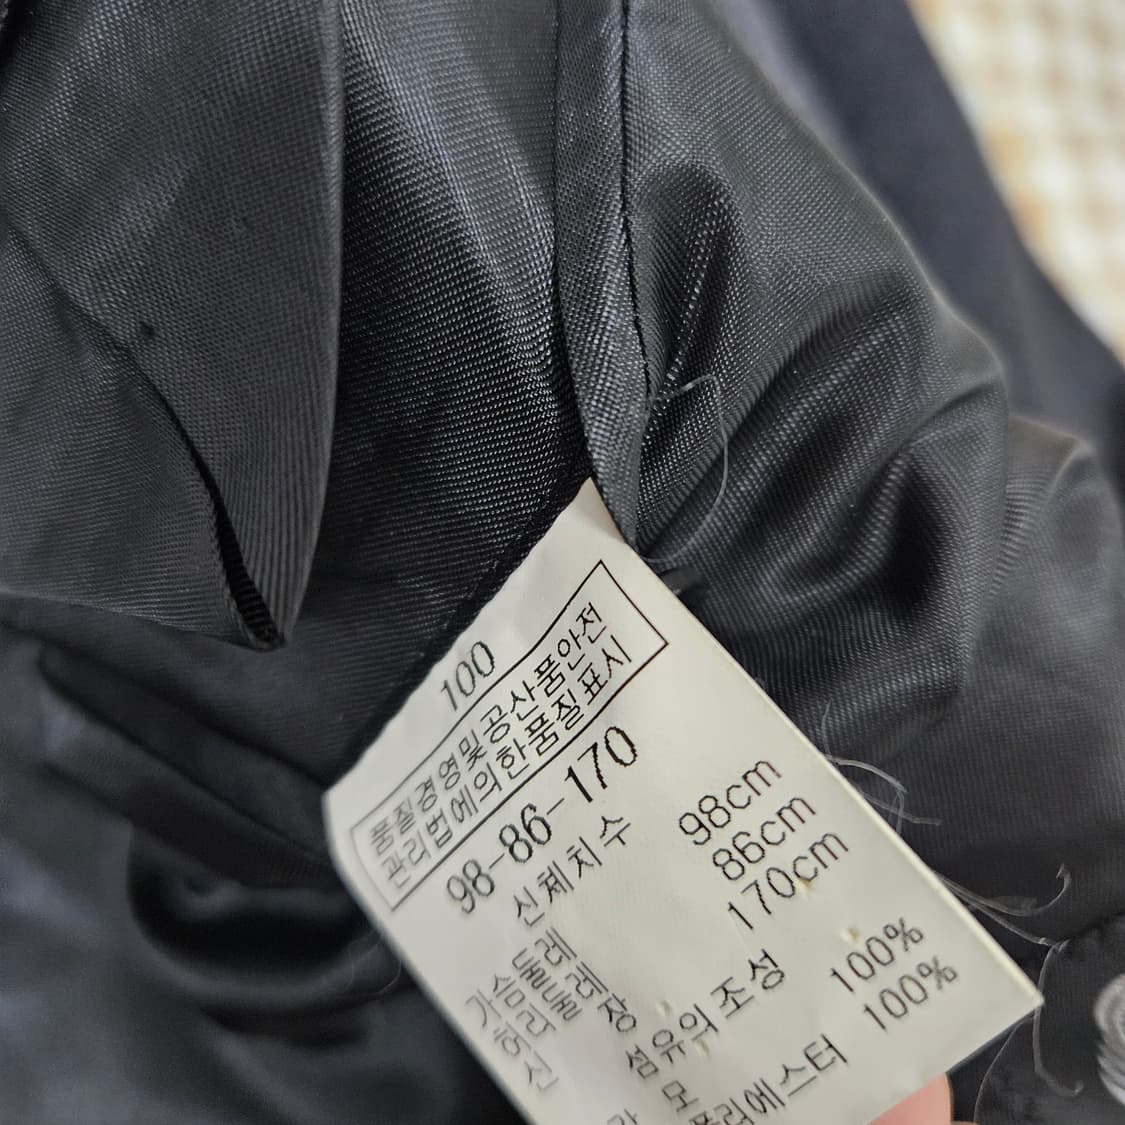 100
품질경영및공산품안전
관리법에의한품질표시
98-86-170
신체치수
가슴둘레 98cm
허리둘레 86cm
신 장 170cm
섬유의 조성
모 100%
폴리에스터 100%